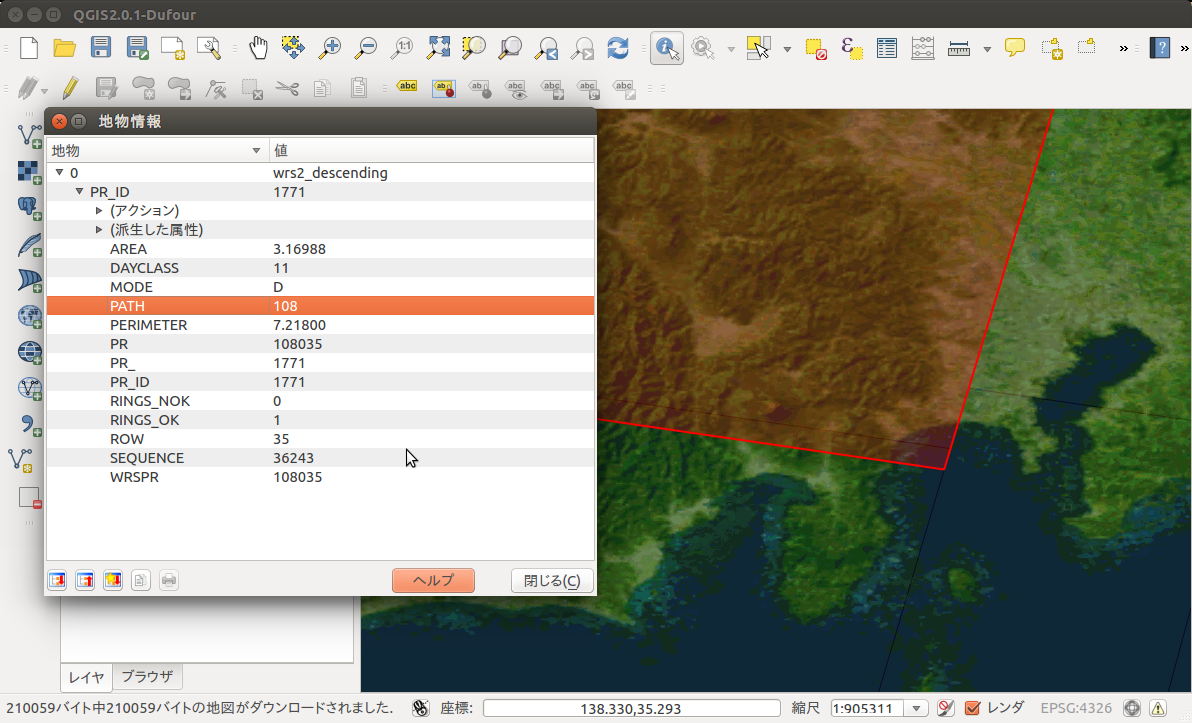 QGIS2.0.1-Dufour
地物情報
地物 値
0 wrs2_descending
PR_ID 1771
(アクション)
(派生した属性)
AREA 3.16988
DAYCLASS 11
MODE D
PATH 108
PERIMETER 7.21800
PR 108035
PR_ 1771
PR_ID 1771
RINGS_NOK 0
RINGS_OK 1
ROW 35
SEQUENCE 36243
WRSPR 108035
ヘルプ 閉じる(C)
レイヤ ブラウザ
210059バイト中210059バイトの地図がダウンロードされました. 座標: 138.330,35.293 縮尺 1:905311 レンダ EPSG:4326